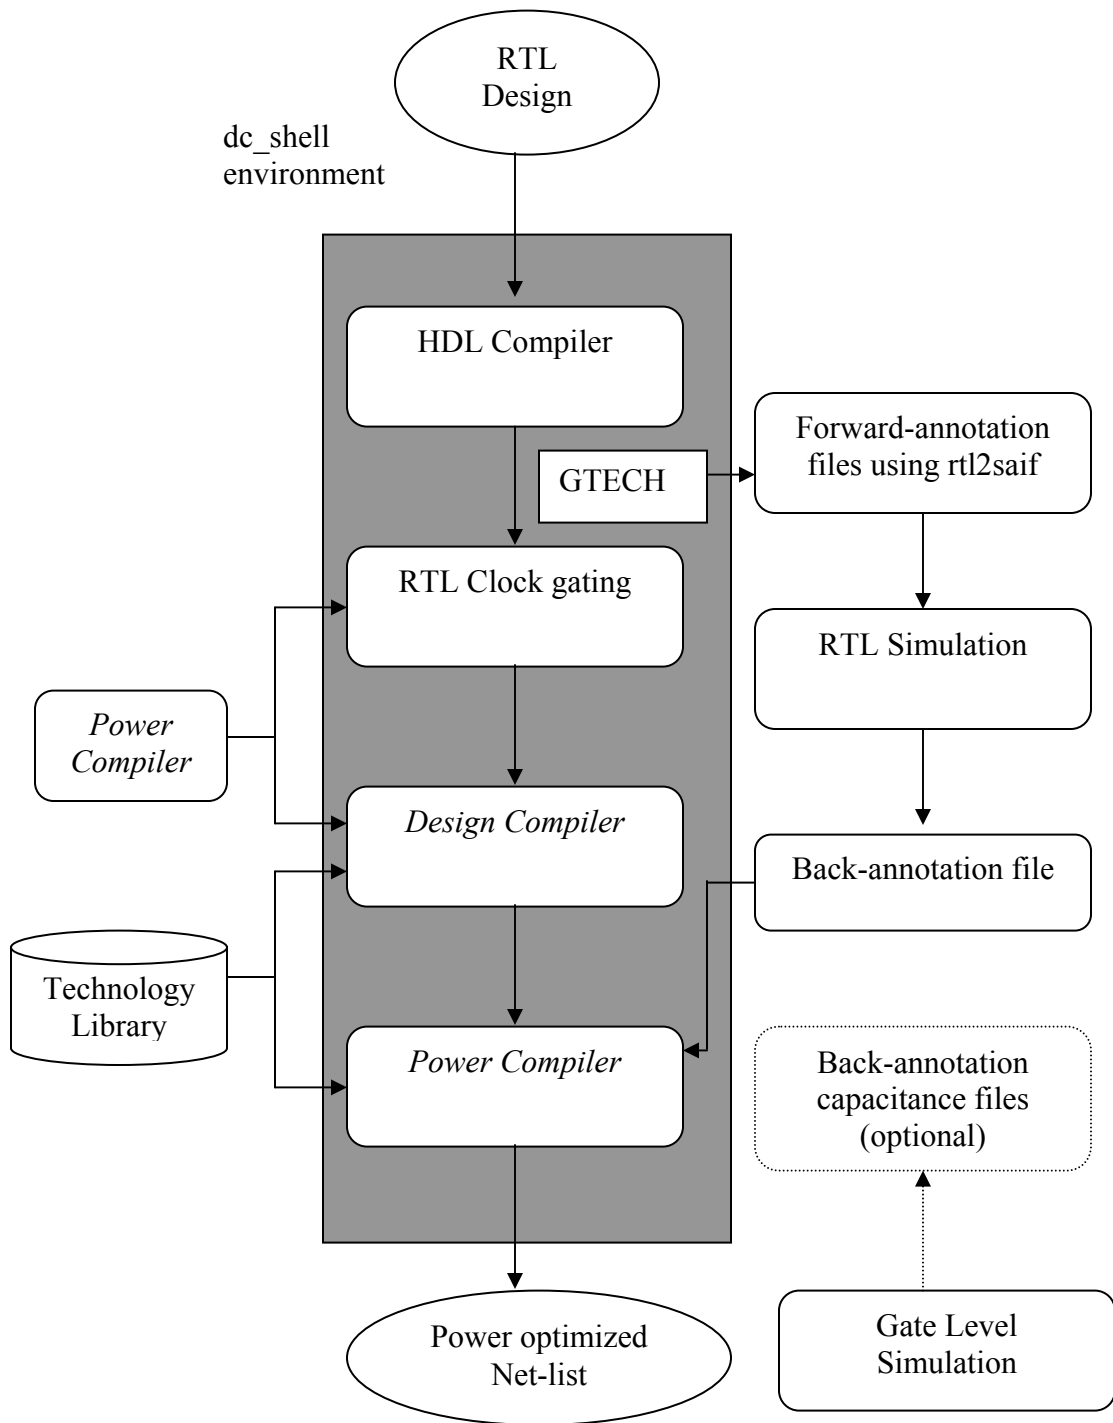 RTL
Design
dc_shell
environment
HDL Compiler
GTECH
Forward-annotation
files using rtl2saif
RTL Clock gating
RTL Simulation
Power
Compiler
Design Compiler
Back-annotation file
Technology
Library
Power Compiler
Back-annotation
capacitance files
(optional)
Power optimized
Net-list
Gate Level
Simulation